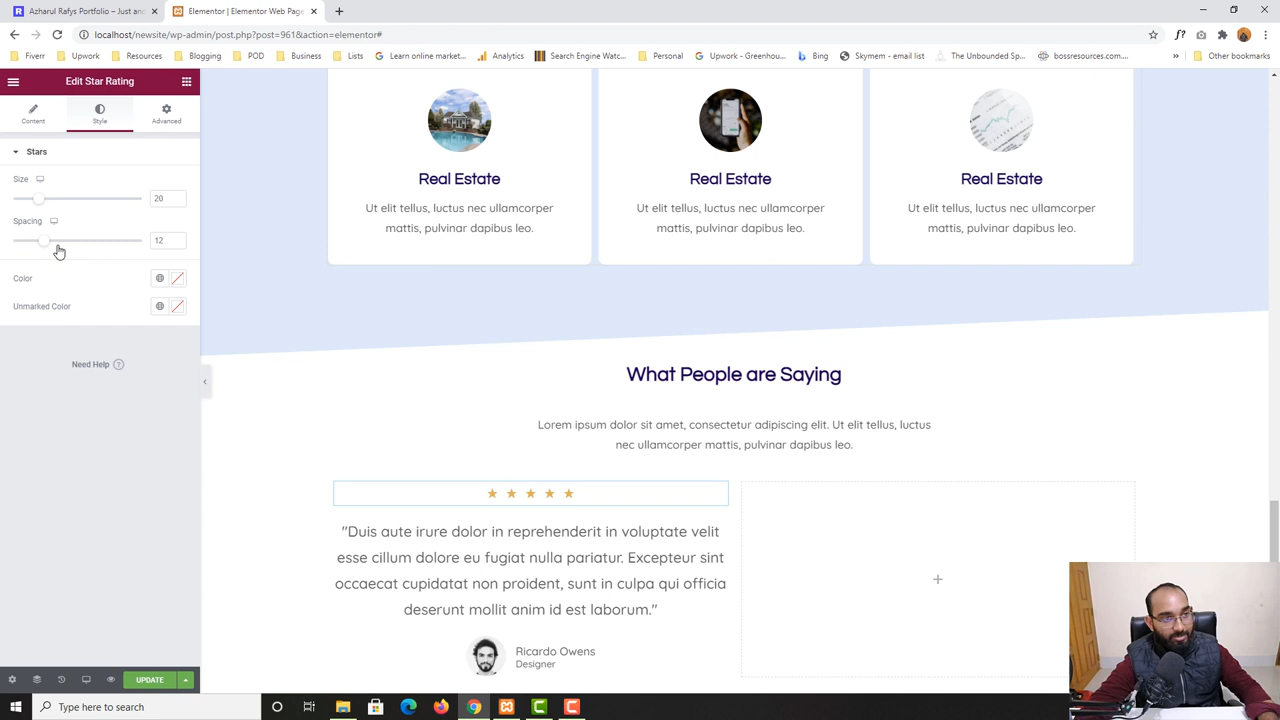 Azharul Rafys Portfolio – Just ano
Elementor | Elementor Web Page
localhost/newsite/wp-admin/post.php?post=961&action=elementor#
Fiverr
Upwork
Resources
Blogging
POD
Business
Lists
Learn online market...
Analytics
Search Engine Watc...
Personal
Upwork - Greenhou...
Bing
Skymem - email list
The Unbounded Sp...
bossresources.com...
Other bookmarks
Edit Star Rating
Content
Style
Advanced
Stars
Size
20
Spacing
12
Color
Unmarked Color
Need Help
UPDATE
Real Estate
Ut elit tellus, luctus nec ullamcorper
mattis, pulvinar dapibus leo.
Real Estate
Ut elit tellus, luctus nec ullamcorper
mattis, pulvinar dapibus leo.
Real Estate
Ut elit tellus, luctus nec ullamcorper
mattis, pulvinar dapibus leo.
What People are Saying
Lorem ipsum dolor sit amet, consectetur adipiscing elit. Ut elit tellus, luctus
nec ullamcorper mattis, pulvinar dapibus leo.
"Duis aute irure dolor in reprehenderit in voluptate velit
esse cillum dolore eu fugiat nulla pariatur. Excepteur sint
occaecat cupidatat non proident, sunt in culpa qui officia
deserunt mollit anim id est laborum."
Ricardo Owens
Designer
Type here to search